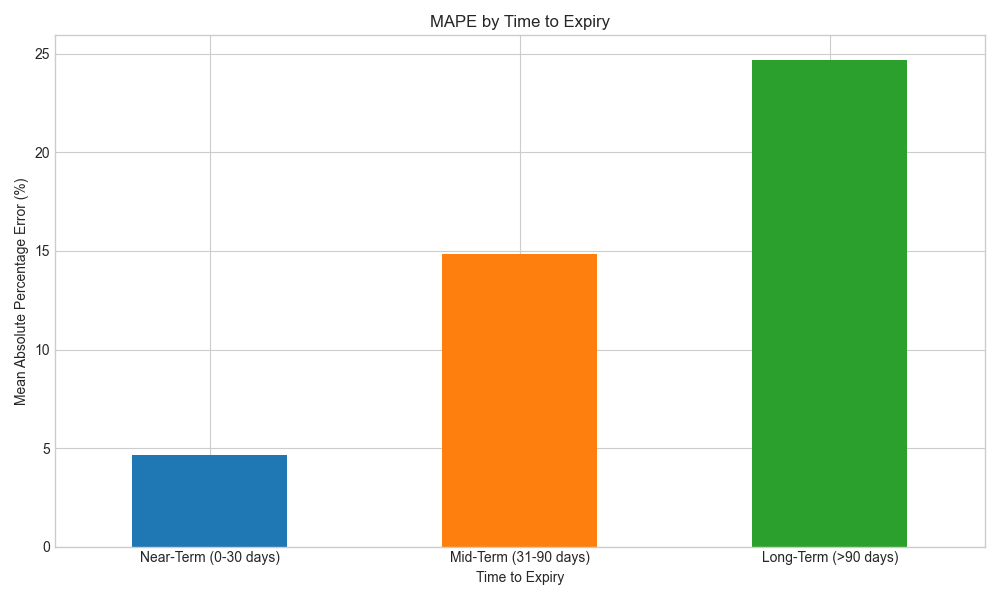 MAPE by Time to Expiry
Mean Absolute Percentage Error (%)
25
20
15
10
5
0
Near-Term (0-30 days)
Mid-Term (31-90 days)
Long-Term (>90 days)
Time to Expiry